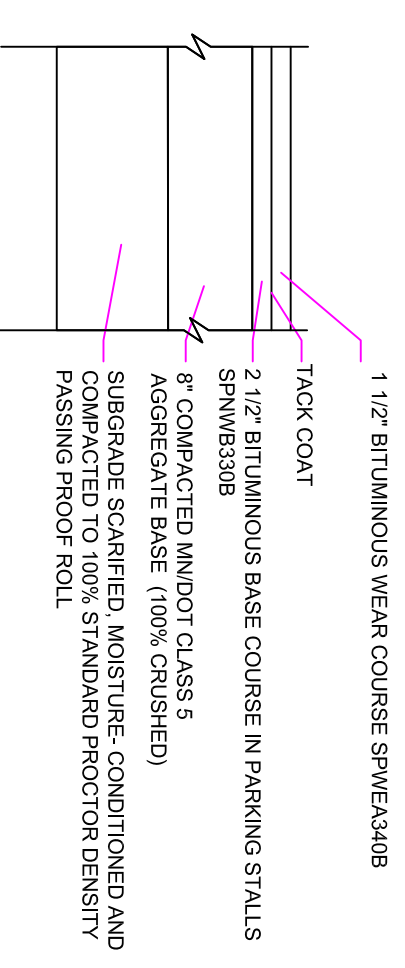 1 1/2" BITUMINOUS WEAR COURSE SPWEA340B
TACK COAT
2 1/2" BITUMINOUS BASE COURSE IN PARKING STALLS
SPNWB330B
8" COMPACTED MN/DOT CLASS 5
AGGREGATE BASE (100% CRUSHED)
SUBGRADE SCARIFIED, MOISTURE- CONDITIONED AND
COMPACTED TO 100% STANDARD PROCTOR DENSITY
PASSING PROOF ROLL